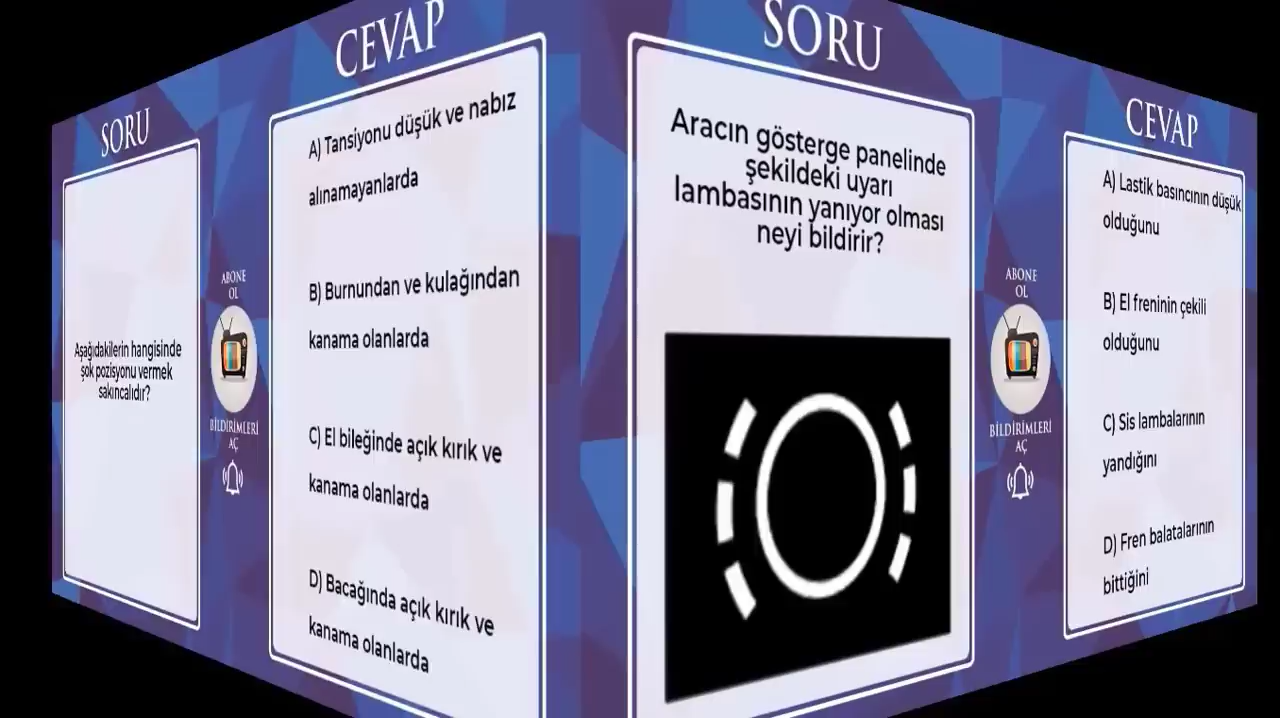 SORU
Aşağıdakilerin hangisinde
şok pozisyonu vermek
sakıncalıdır?
ABONE
OL
BİLDİRİMLERİ
AÇ
CEVAP
A) Tansiyonu düşük ve nabız
alınamayanlarda
B) Burnundan ve kulağından
kanama olanlarda
C) El bileğinde açık kırık ve
kanama olanlarda
D) Bacağında açık kırık ve
kanama olanlarda
SORU
Aracın gösterge panelinde
şekildeki uyarı
lambasının yanıyor olması
neyi bildirir?
ABONE
OL
BİLDİRİMLERİ
AÇ
CEVAP
A) Lastik basıncının düşük
olduğunu
B) El freninin çekili
olduğunu
C) Sis lambalarının
yandığını
D) Fren balatalarının
bittiğini